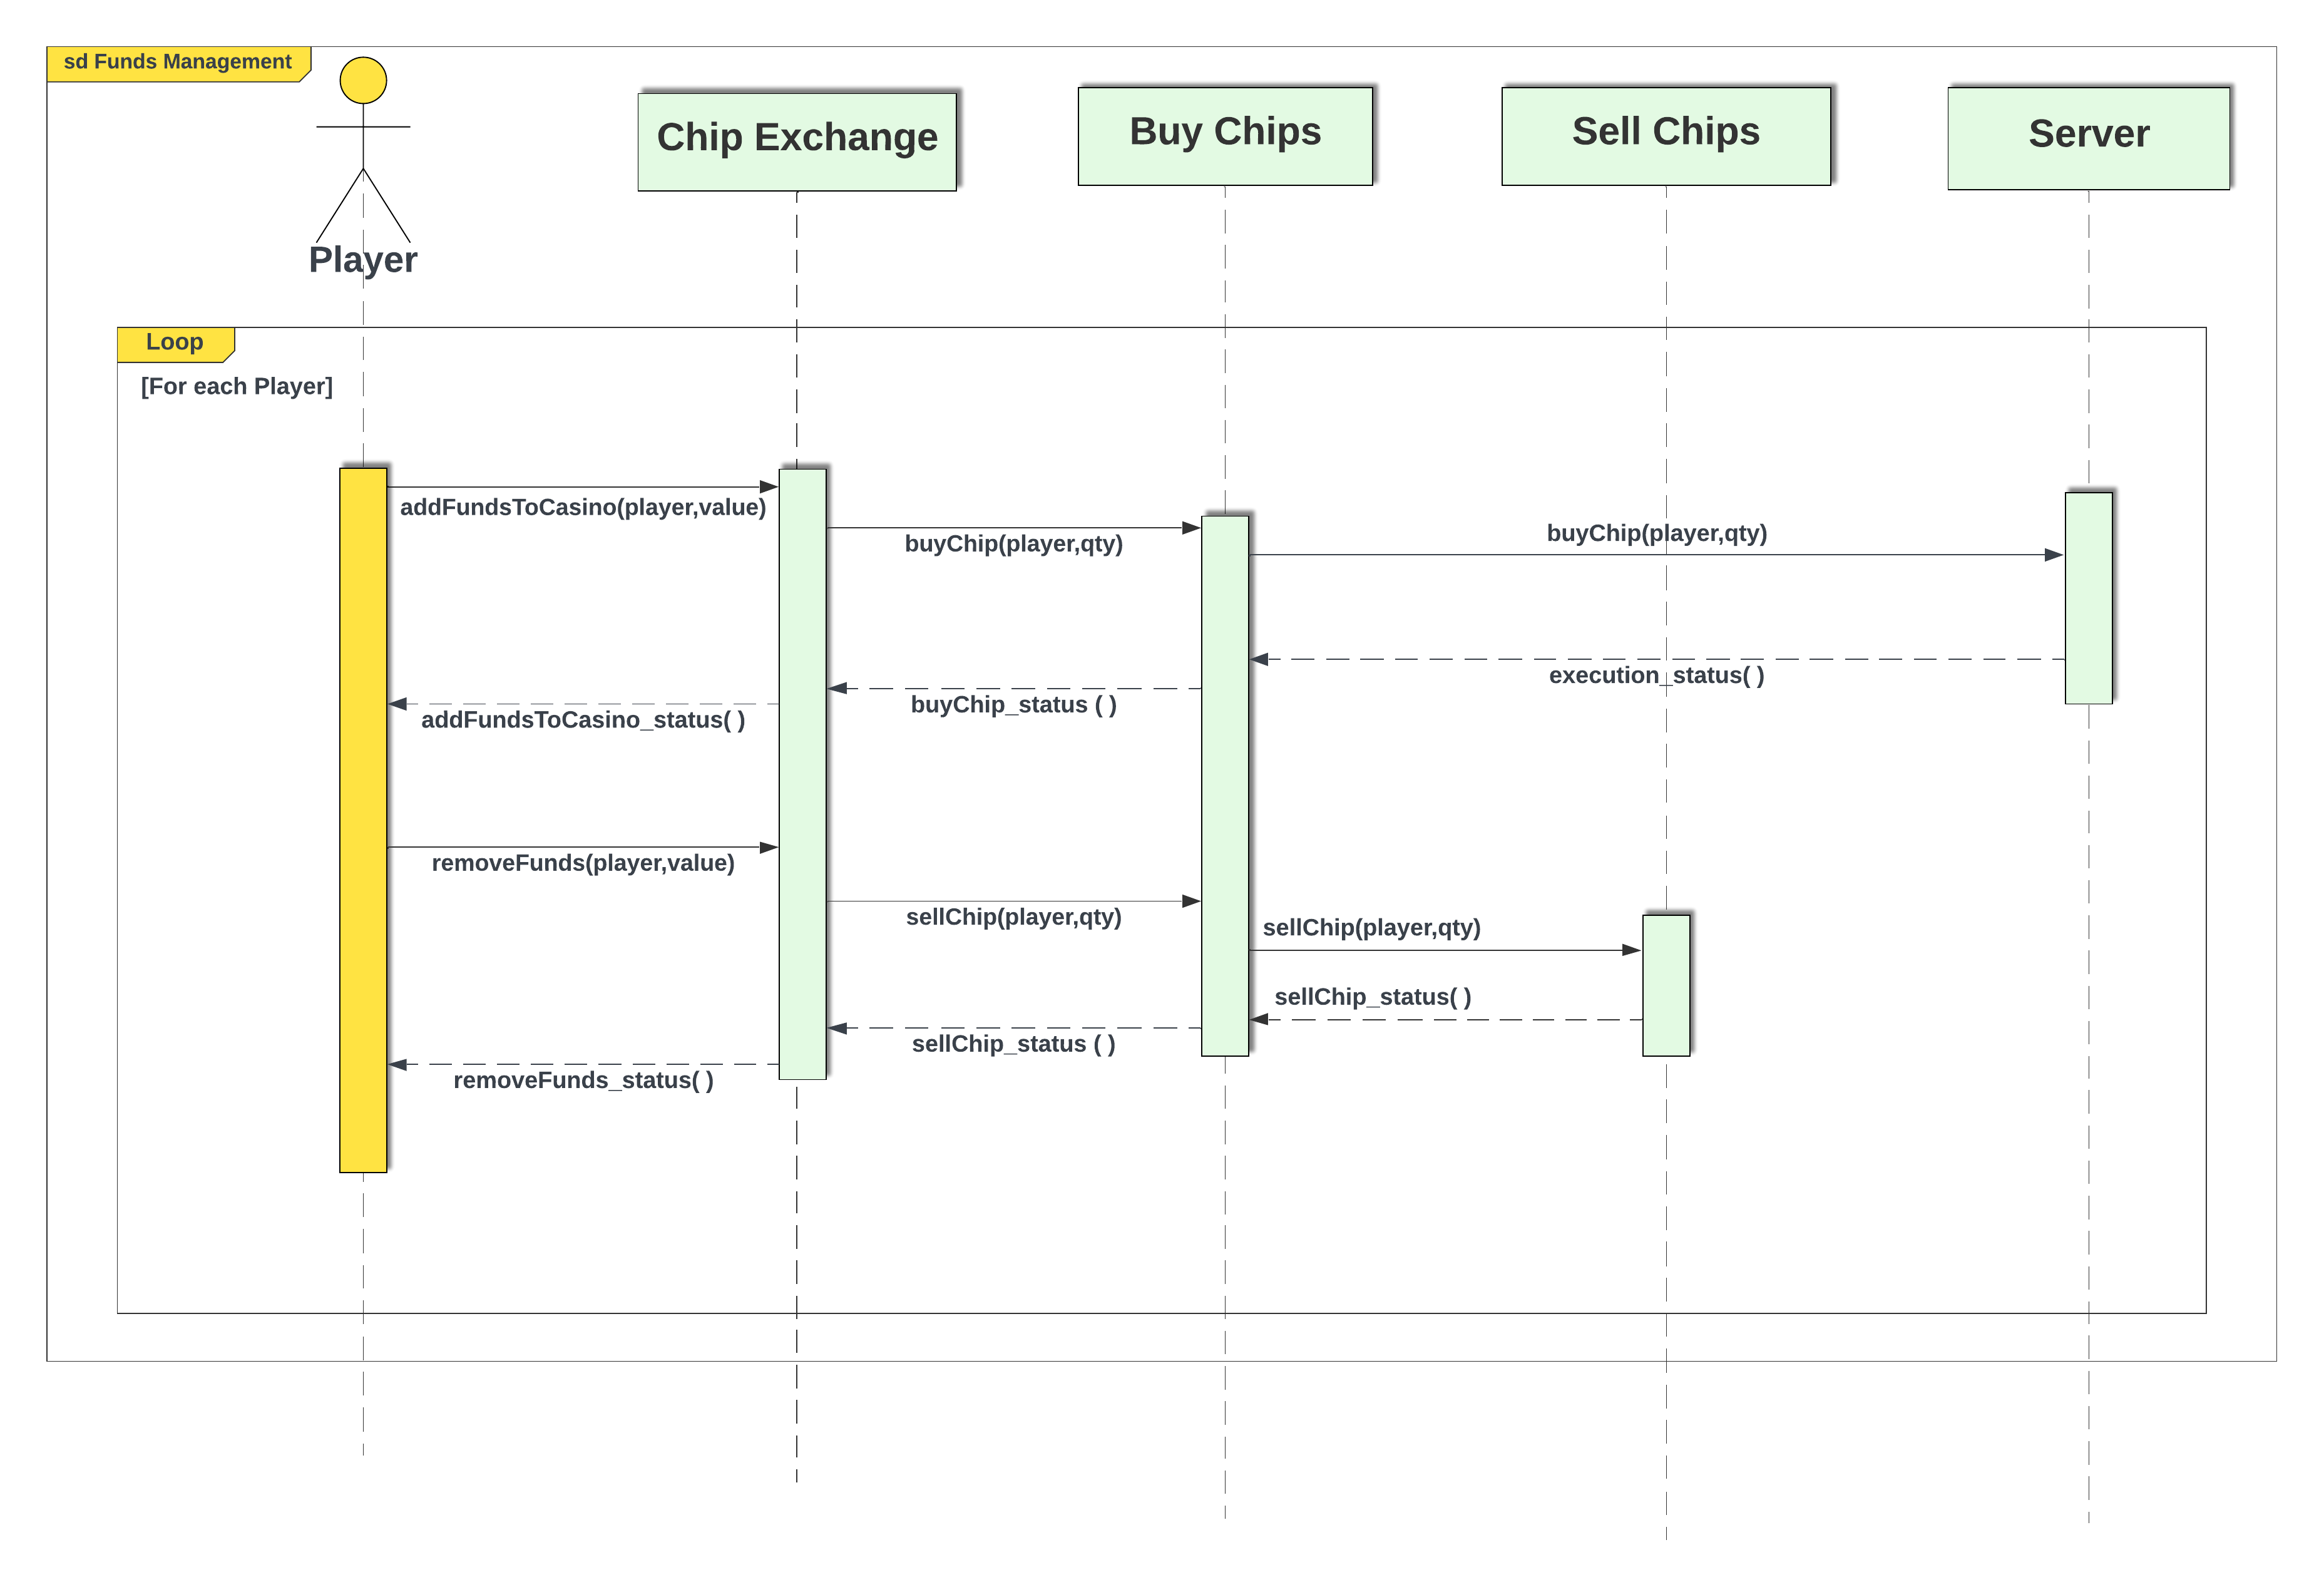 sd Funds Management
Player
Chip Exchange
Buy Chips
Sell Chips
Server
Loop
[For each Player]
addFundsToCasino(player,value)
buyChip(player,qty)
buyChip(player,qty)
execution_status( )
buyChip_status ( )
addFundsToCasino_status( )
removeFunds(player,value)
sellChip(player,qty)
sellChip(player,qty)
sellChip_status( )
sellChip_status ( )
removeFunds_status( )